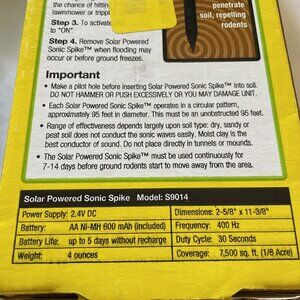 the chance of hitting
lawnmower or tripping
Step 3. To activate
to "ON"
Step 4. Remove Solar Powered
Sonic Spike™ when flooding may
occur or before ground freezes.
penetrate
soil, repelling
rodents
Important
• Make a pilot hole before inserting Solar Powered Sonic Spike™ into soil.
DO NOT HAMMER OR PUSH EXCESSIVELY OR YOU MAY DAMAGE UNIT.
• Each Solar Powered Sonic Spike™ operates in a circular pattern,
approximately 95 feet in diameter. This must be an unobstructed 95 feet.
• Range of effectiveness depends largely upon soil type: dry, sandy or
peat soil does not conduct the sonic waves easily. Moist clay is the
best conductor of sound. Do not place directly in tunnels or mounds.
• The Solar Powered Sonic Spike™ must be used continuously for
7-14 days before ground rodents start to move away from the area.
Solar Powered Sonic Spike Model: S9014
Power Supply: 2.4V DC
Battery: AA Ni-MH 600 mAh (included)
Battery Life: up to 5 days without recharge
Weight: 4 ounces
Dimensions: 2-5/8" x 11-3/8"
Frequency: 400 Hz
Duty Cycle: 30 Seconds
Coverage: 7,500 sq. ft. (1/6 Acre)